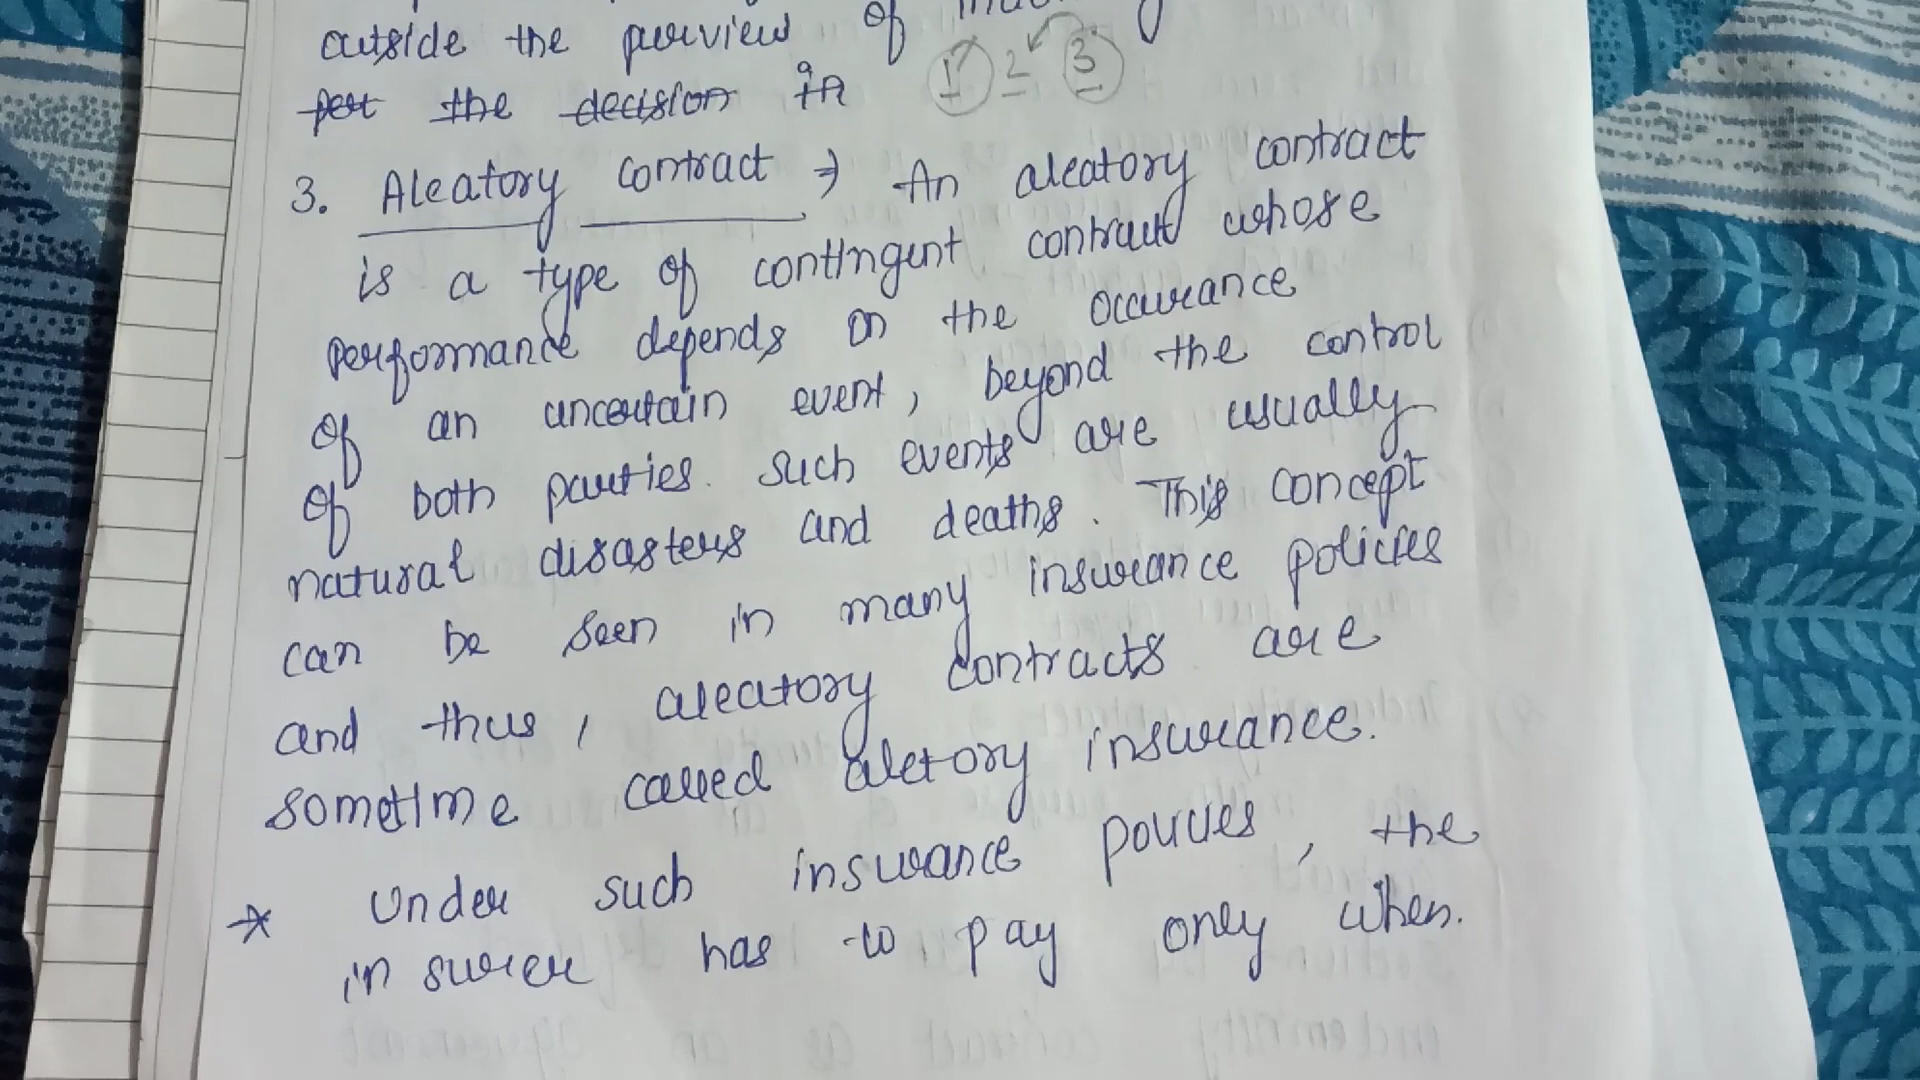 outside the purview of
per the decision in
1 2 3
3. Aleatory contract → An aleatory contract
is a type of contingent contract whose
performance depends on the occurance
of an uncertain event, beyond the control
of both parties. Such events are usually
natural disasters and deaths. This concept
can be seen in many insurance policies
and thus, aleatory contracts are
sometime called aletory insurance.
* Under such insurance policies, the
insurer has to pay only when.